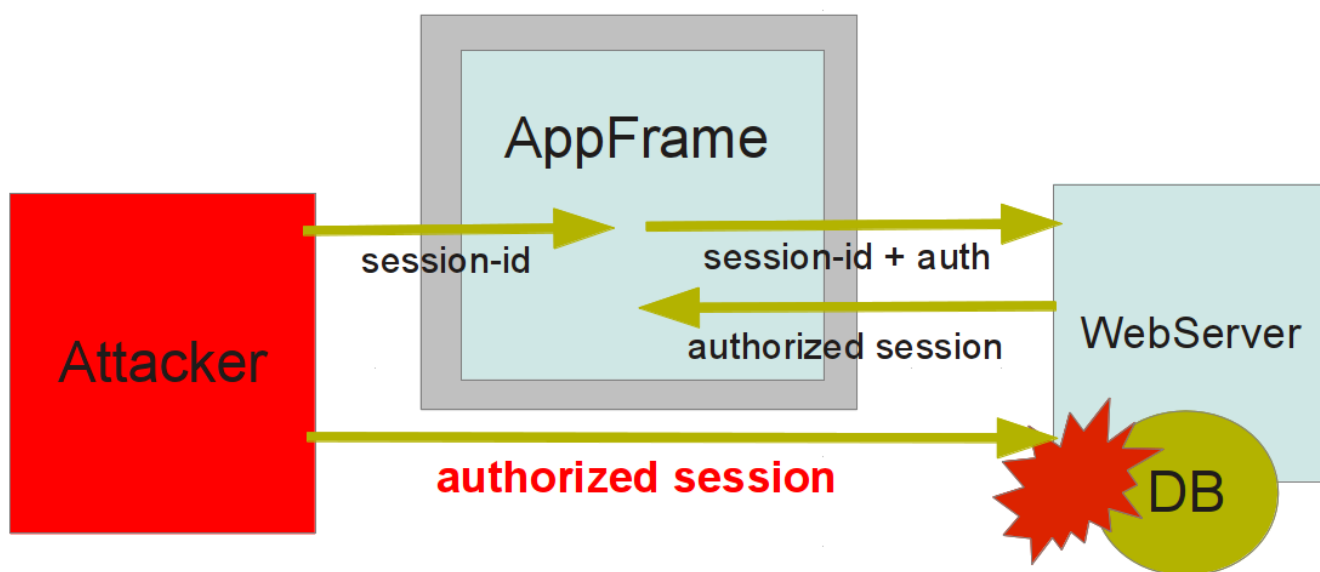 AppFrame
session-id
session-id + auth
authorized session
WebServer
Attacker
authorized session
DB